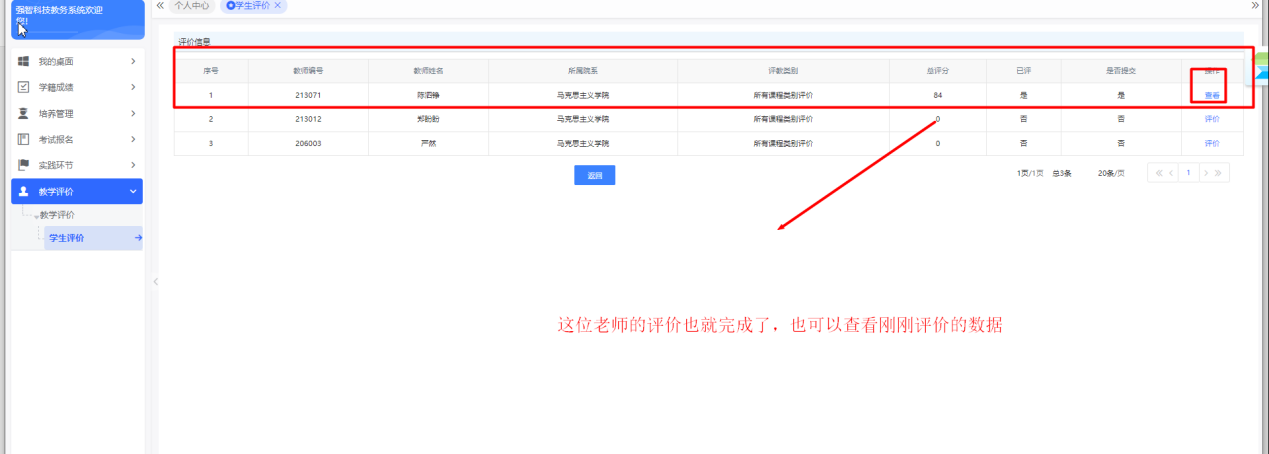 强智科技教务系统欢迎
您!
个人中心
学生评价
我的桌面
学籍成绩
培养管理
考试报名
实践环节
教学评价
教学评价
学生评价
评价信息
序号 教师编号 教师姓名 所属院系 评教类别 总评分 已评 是否提交 操作
1 213071 陈泗铮 马克思主义学院 所有课程类别评价 84 是 是 查看
2 213012 郑盼盼 马克思主义学院 所有课程类别评价 0 否 否 评价
3 206003 严然 马克思主义学院 所有课程类别评价 0 否 否 评价
返回
1页/1页 总3条 20条/页 1
这位老师的评价也就完成了，也可以查看刚刚评价的数据